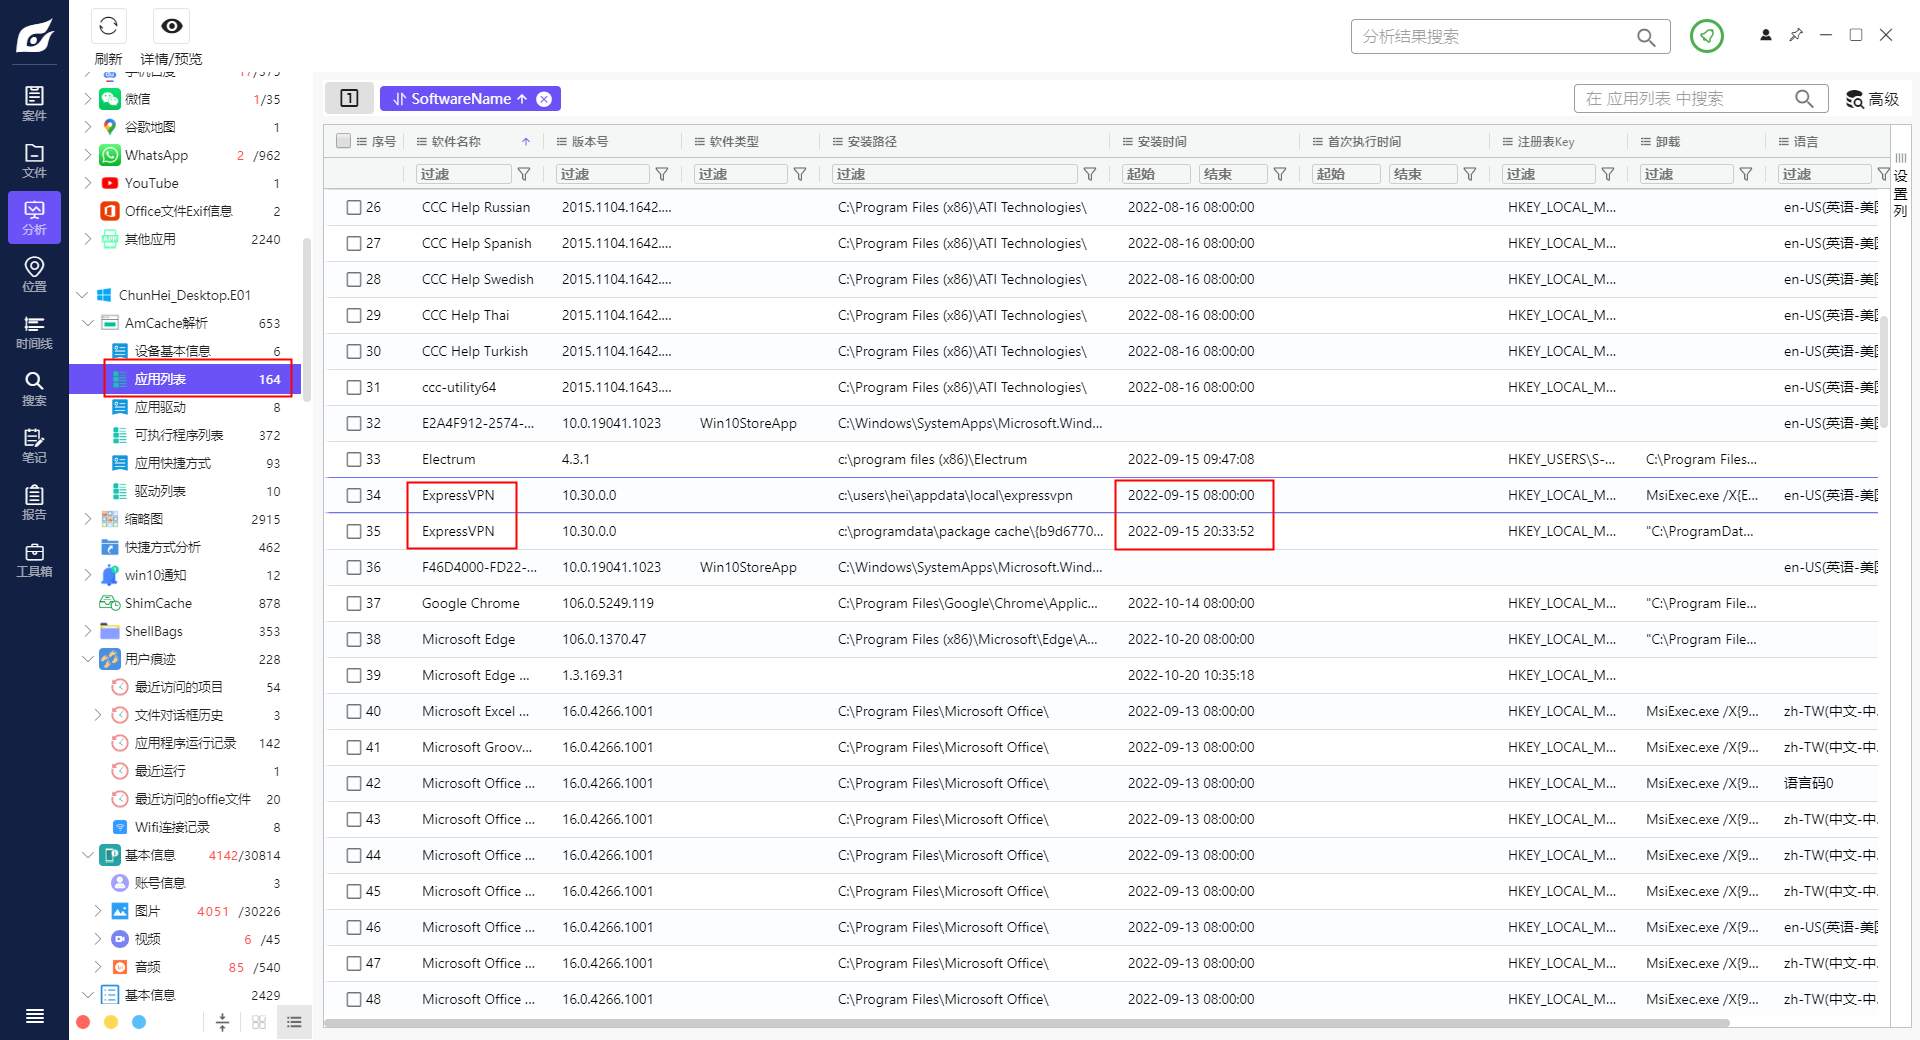 刷新
详情/预览
分析结果搜索
案件
文件
分析
位置
时间线
搜索
笔记
报告
工具箱
手机百度 17/375
微信 1/35
谷歌地图 1
WhatsApp 2 /962
YouTube 1
Office文件Exif信息 2
其他应用 2240
ChunHei_Desktop.E01
AmCache解析 653
设备基本信息 6
应用列表 164
应用驱动 8
可执行程序列表 372
应用快捷方式 93
驱动列表 10
缩略图 2915
快捷方式分析 462
win10通知 12
ShimCache 878
ShellBags 353
用户痕迹 228
最近访问的项目 54
文件对话框历史 3
应用程序运行记录 142
最近运行 1
最近访问的offie文件 20
Wifi连接记录 8
基本信息 4142/30814
账号信息 3
图片 4051 /30226
视频 6 /45
音频 85 /540
基本信息 2429
1
SoftwareName
在 应用列表 中搜索
高级
序号 软件名称 版本号 软件类型 安装路径 安装时间 首次执行时间 注册表Key 卸载 语言
过滤 过滤 过滤 过滤 起始 结束 起始 结束 过滤 过滤 过滤
设置列
26 CCC Help Russian 2015.1104.1642.... C:\Program Files (x86)\ATI Technologies\ 2022-08-16 08:00:00 HKEY_LOCAL_M... en-US(英语-美国
27 CCC Help Spanish 2015.1104.1642.... C:\Program Files (x86)\ATI Technologies\ 2022-08-16 08:00:00 HKEY_LOCAL_M... en-US(英语-美国
28 CCC Help Swedish 2015.1104.1642.... C:\Program Files (x86)\ATI Technologies\ 2022-08-16 08:00:00 HKEY_LOCAL_M... en-US(英语-美国
29 CCC Help Thai 2015.1104.1642.... C:\Program Files (x86)\ATI Technologies\ 2022-08-16 08:00:00 HKEY_LOCAL_M... en-US(英语-美国
30 CCC Help Turkish 2015.1104.1642.... C:\Program Files (x86)\ATI Technologies\ 2022-08-16 08:00:00 HKEY_LOCAL_M... en-US(英语-美国
31 ccc-utility64 2015.1104.1643.... C:\Program Files (x86)\ATI Technologies\ 2022-08-16 08:00:00 HKEY_LOCAL_M... en-US(英语-美国
32 E2A4F912-2574-... 10.0.19041.1023 Win10StoreApp C:\Windows\SystemApps\Microsoft.Wind... en-US(英语-美国
33 Electrum 4.3.1 c:\program files (x86)\Electrum 2022-09-15 09:47:08 HKEY_USERS\S-... C:\Program Files...
34 ExpressVPN 10.30.0.0 c:\users\hei\appdata\local\expressvpn 2022-09-15 08:00:00 HKEY_LOCAL_M... MsiExec.exe /X{E... en-US(英语-美国
35 ExpressVPN 10.30.0.0 c:\programdata\package cache\{b9d6770... 2022-09-15 20:33:52 HKEY_LOCAL_M... "C:\ProgramDat...
36 F46D4000-FD22-... 10.0.19041.1023 Win10StoreApp C:\Windows\SystemApps\Microsoft.Wind... en-US(英语-美国
37 Google Chrome 106.0.5249.119 C:\Program Files\Google\Chrome\Applic... 2022-10-14 08:00:00 HKEY_LOCAL_M... "C:\Program File...
38 Microsoft Edge 106.0.1370.47 C:\Program Files (x86)\Microsoft\Edge\A... 2022-10-20 08:00:00 HKEY_LOCAL_M... "C:\Program File...
39 Microsoft Edge ... 1.3.169.31 2022-10-20 10:35:18 HKEY_LOCAL_M...
40 Microsoft Excel ... 16.0.4266.1001 C:\Program Files\Microsoft Office\ 2022-09-13 08:00:00 HKEY_LOCAL_M... MsiExec.exe /X{9... zh-TW(中文-中.
41 Microsoft Groov... 16.0.4266.1001 C:\Program Files\Microsoft Office\ 2022-09-13 08:00:00 HKEY_LOCAL_M... MsiExec.exe /X{9... zh-TW(中文-中.
42 Microsoft Office ... 16.0.4266.1001 C:\Program Files\Microsoft Office\ 2022-09-13 08:00:00 HKEY_LOCAL_M... MsiExec.exe /X{9... 语言码0
43 Microsoft Office ... 16.0.4266.1001 C:\Program Files\Microsoft Office\ 2022-09-13 08:00:00 HKEY_LOCAL_M... MsiExec.exe /X{9... zh-TW(中文-中.
44 Microsoft Office ... 16.0.4266.1001 C:\Program Files\Microsoft Office\ 2022-09-13 08:00:00 HKEY_LOCAL_M... MsiExec.exe /X{9... zh-TW(中文-中.
45 Microsoft Office ... 16.0.4266.1001 C:\Program Files\Microsoft Office\ 2022-09-13 08:00:00 HKEY_LOCAL_M... MsiExec.exe /X{9... zh-TW(中文-中.
46 Microsoft Office ... 16.0.4266.1001 C:\Program Files\Microsoft Office\ 2022-09-13 08:00:00 HKEY_LOCAL_M... MsiExec.exe /X{9... en-US(英语-美国
47 Microsoft Office ... 16.0.4266.1001 C:\Program Files\Microsoft Office\ 2022-09-13 08:00:00 HKEY_LOCAL_M... MsiExec.exe /X{9... zh-TW(中文-中.
48 Microsoft Office ... 16.0.4266.1001 C:\Program Files\Microsoft Office\ 2022-09-13 08:00:00 HKEY_LOCAL_M... MsiExec.exe /X{9... zh-TW(中文-中.